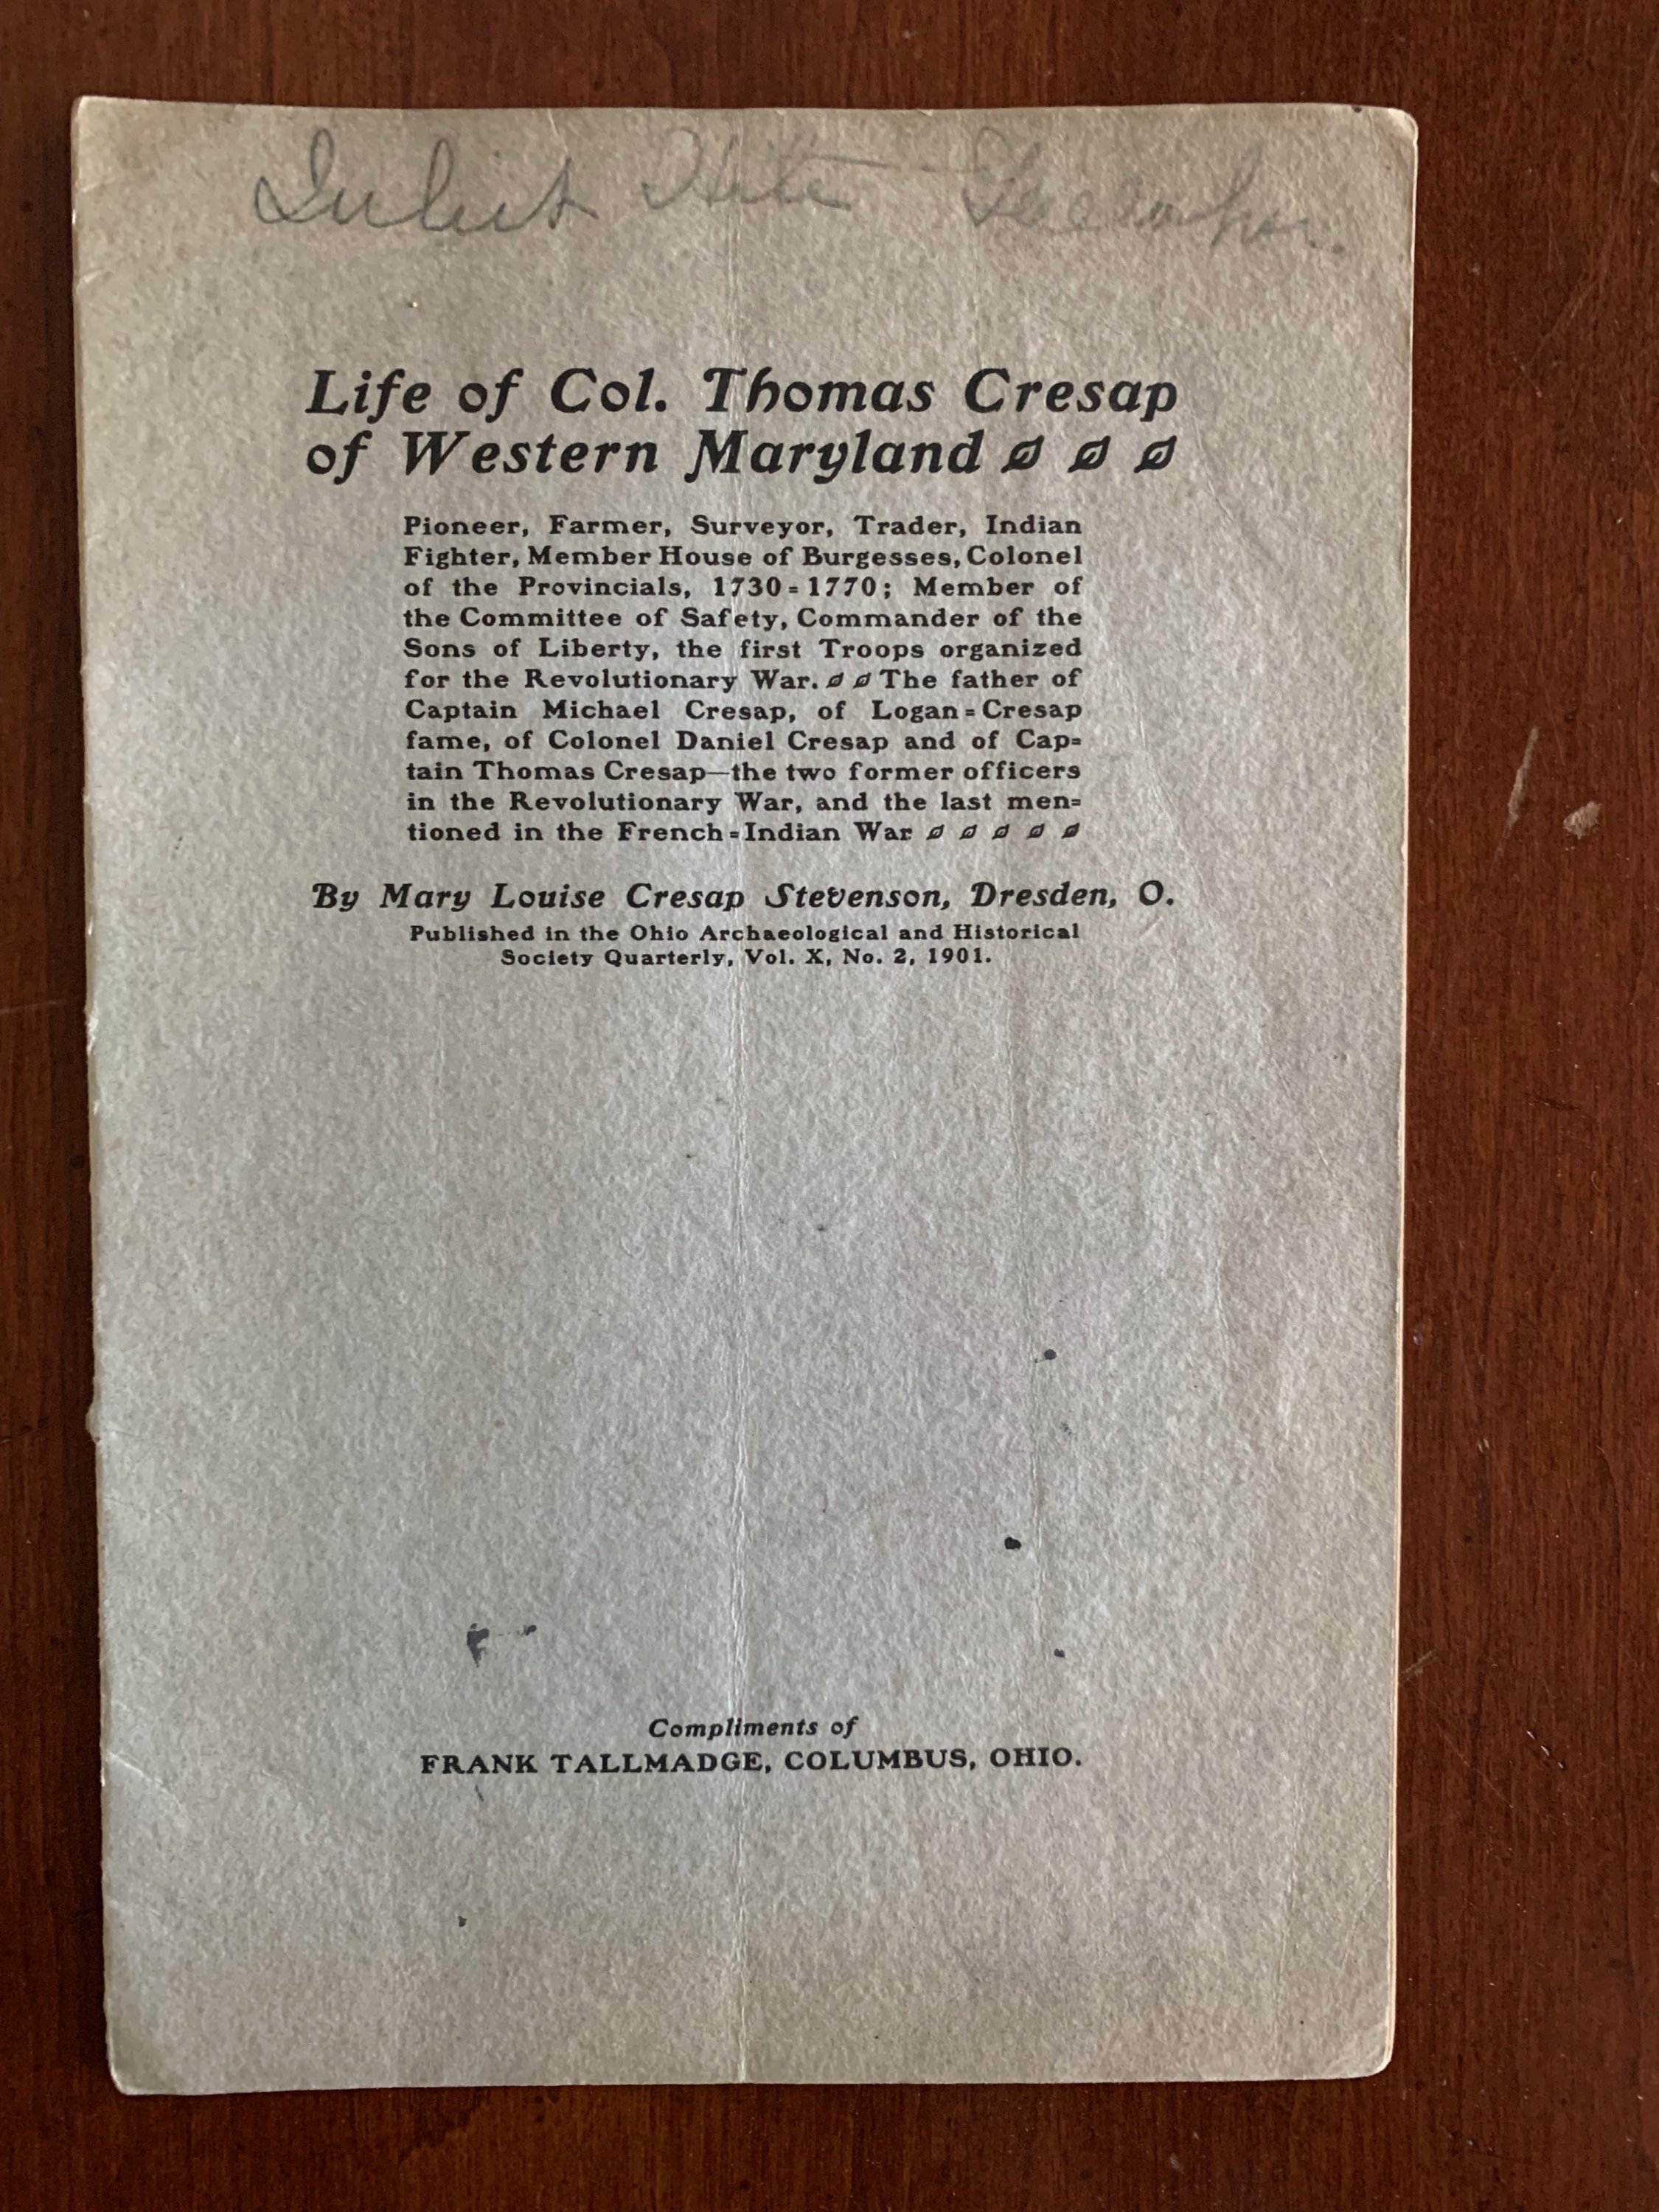 Juliet Hite
Life of Col. Thomas Cresap
of Western Maryland
Pioneer, Farmer, Surveyor, Trader, Indian
Fighter, Member House of Burgesses, Colonel
of the Provincials, 1730=1770; Member of
the Committee of Safety, Commander of the
Sons of Liberty, the first Troops organized
for the Revolutionary War. The father of
Captain Michael Cresap, of Logan=Cresap
fame, of Colonel Daniel Cresap and of Cap=
tain Thomas Cresap—the two former officers
in the Revolutionary War, and the last men=
tioned in the French=Indian War
By Mary Louise Cresap Stevenson, Dresden, O.
Published in the Ohio Archaeological and Historical
Society Quarterly, Vol. X, No. 2, 1901.
Compliments of
FRANK TALLMADGE, COLUMBUS, OHIO.